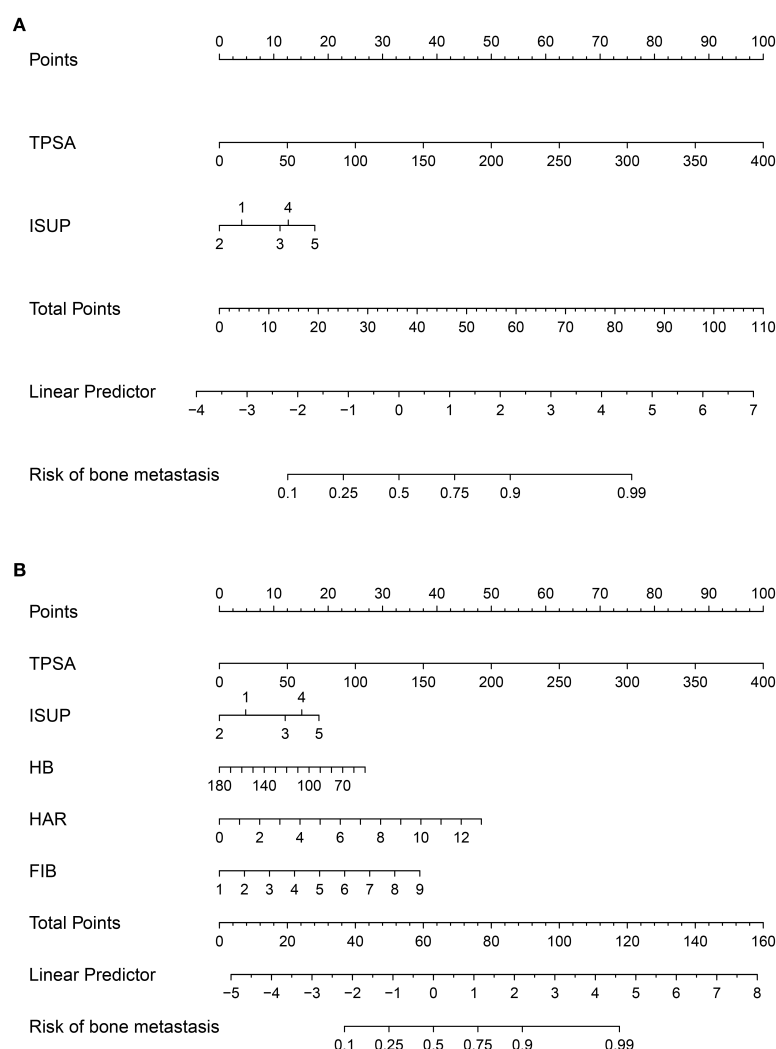 A
0 10 20 30 40 50 60 70 80 90 100
Points
TPSA
0 50 100 150 200 250 300 350 400
1 4
ISUP
2 3 5
Total Points
0 10 20 30 40 50 60 70 80 90 100 110
Linear Predictor
−4 −3 −2 −1 0 1 2 3 4 5 6 7
Risk of bone metastasis
0.1 0.25 0.5 0.75 0.9 0.99
B
0 10 20 30 40 50 60 70 80 90 100
Points
TPSA
0 50 100 150 200 250 300 350 400
1 4
ISUP
2 3 5
HB
180 140 100 70
HAR
0 2 4 6 8 10 12
FIB
1 2 3 4 5 6 7 8 9
Total Points
0 20 40 60 80 100 120 140 160
Linear Predictor
−5 −4 −3 −2 −1 0 1 2 3 4 5 6 7 8
Risk of bone metastasis
0.1 0.25 0.5 0.75 0.9 0.99